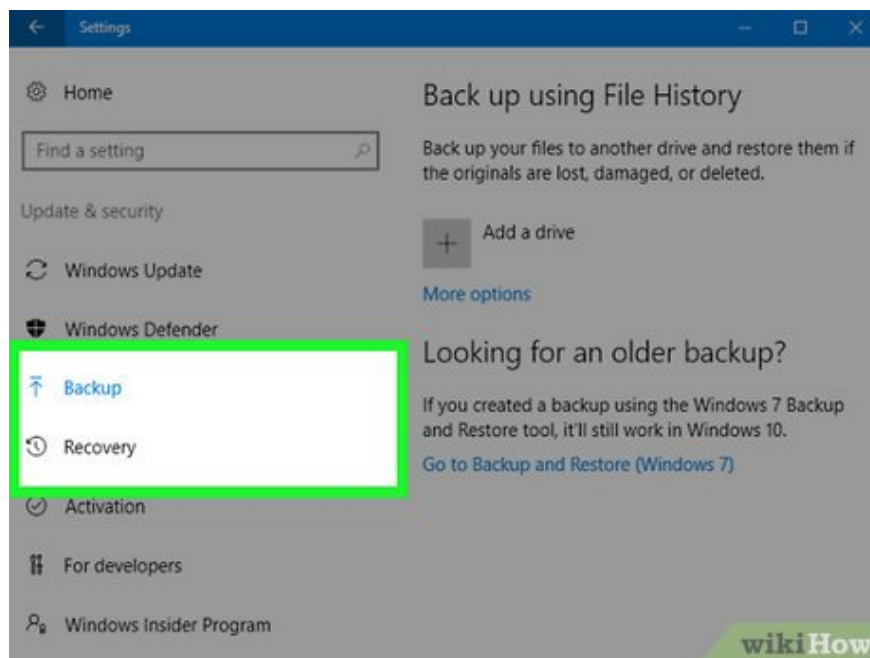 Settings
Home
Find a setting
Update & security
Windows Update
Windows Defender
Backup
Recovery
Activation
For developers
Windows Insider Program
Back up using File History
Back up your files to another drive and restore them if
the originals are lost, damaged, or deleted.
Add a drive
More options
Looking for an older backup?
If you created a backup using the Windows 7 Backup
and Restore tool, it'll still work in Windows 10.
Go to Backup and Restore (Windows 7)
wikiHow